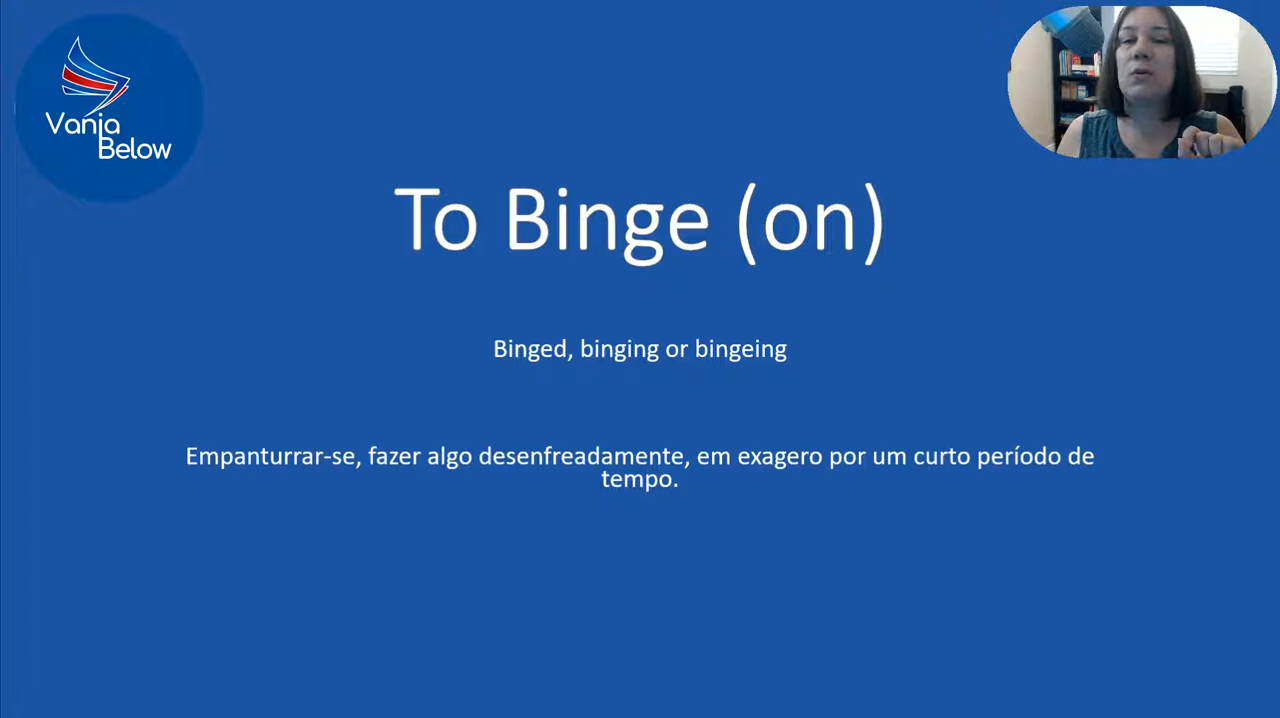 Vanja
Below
To Binge (on)
Binged, binging or bingeing
Empanturrar-se, fazer algo desenfreadamente, em exagero por um curto período de
tempo.